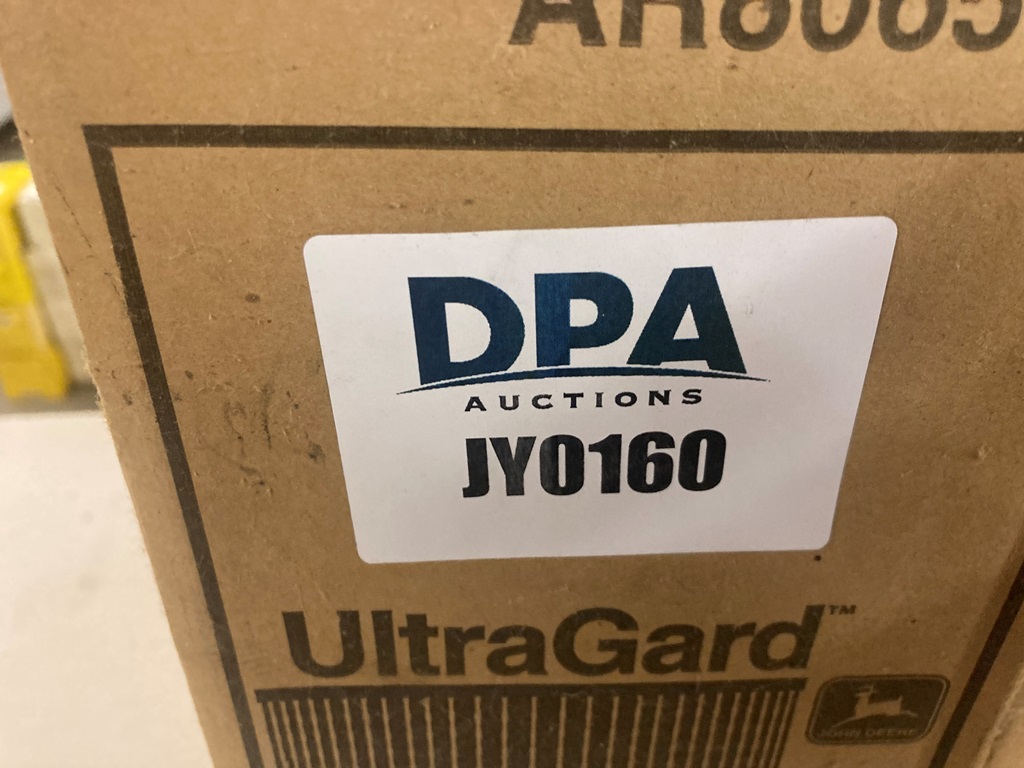 DPA
AUCTIONS
JY0160
UltraGard™
JOHN DEERE